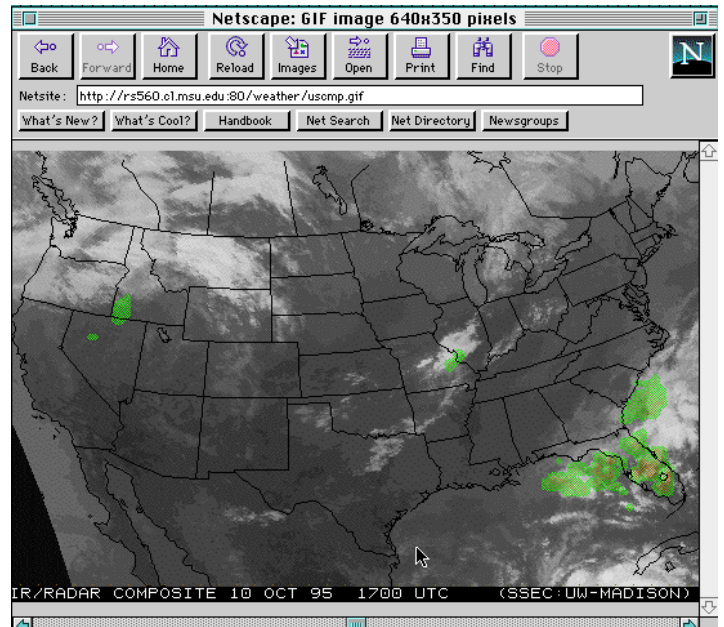 Netscape: GIF image 640x350 pixels
Back Forward Home Reload Images Open Print Find Stop
N
Netsite: http://rs560.cl.msu.edu:80/weather/uscmp.gif
What's New? What's Cool? Handbook Net Search Net Directory Newsgroups
IR/RADAR COMPOSITE 10 OCT 95 1700 UTC (SSEC:UW-MADISON)